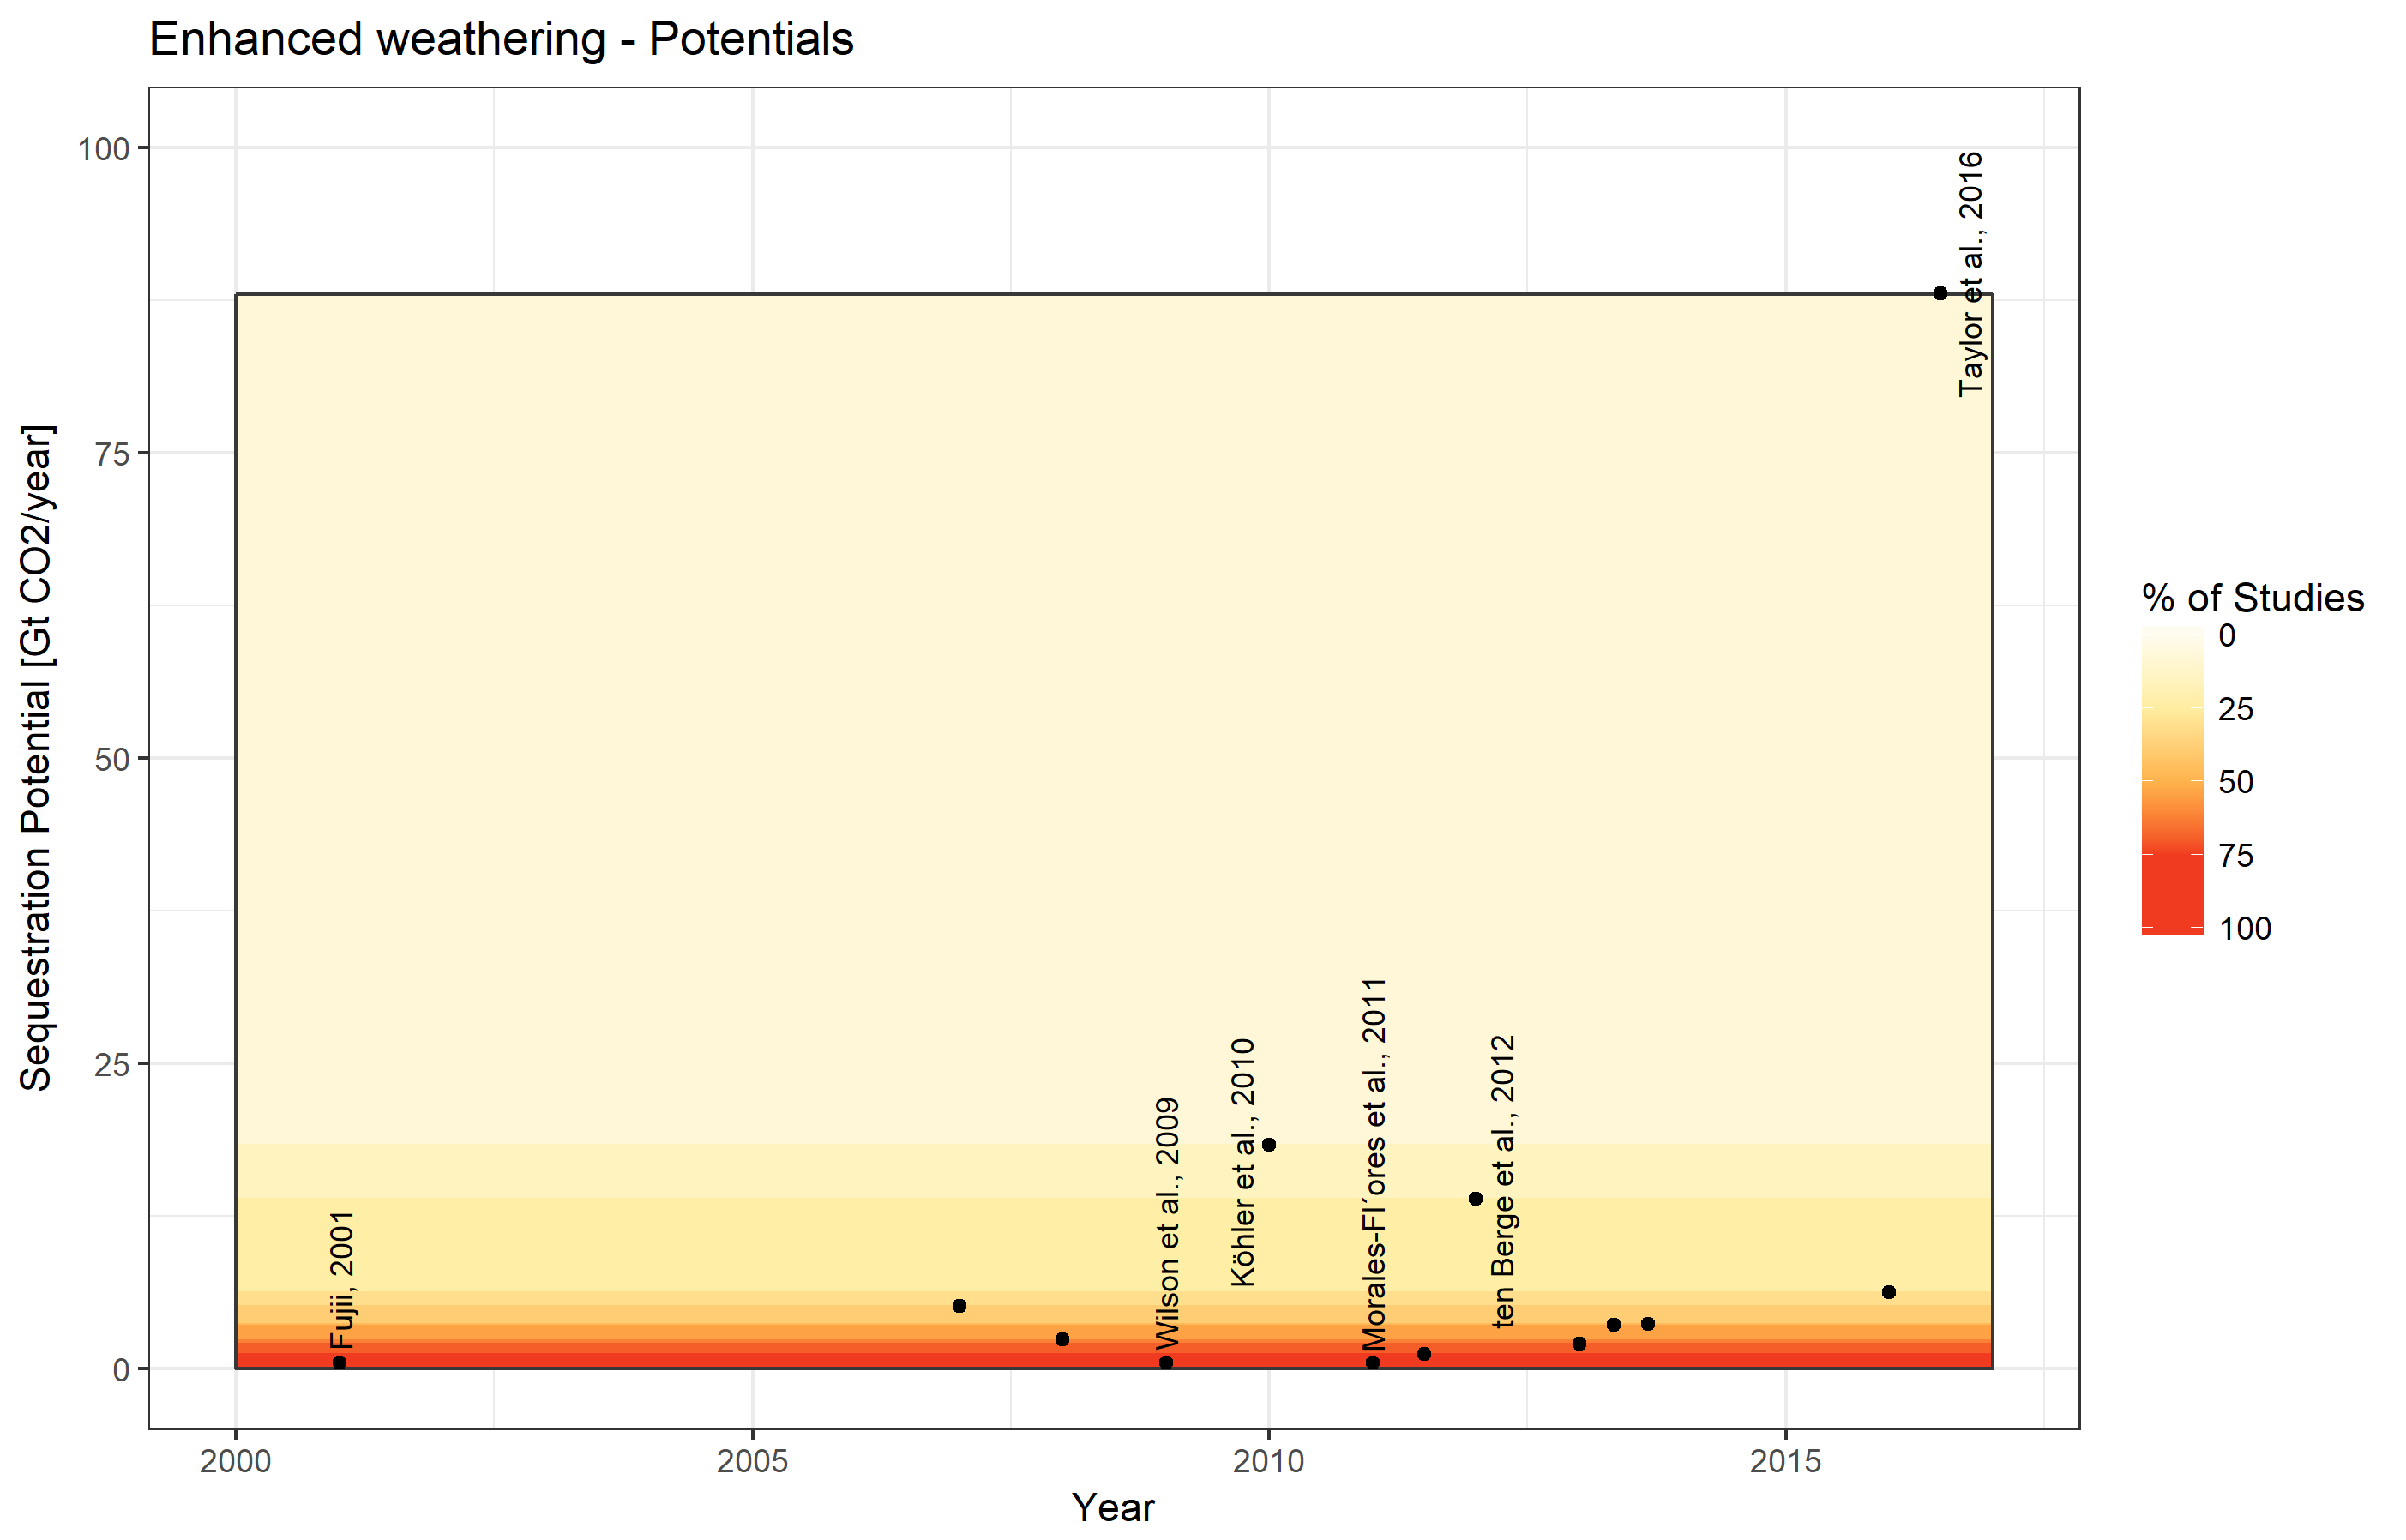 Enhanced weathering - Potentials
Sequestration Potential [Gt CO2/year]
100
75
50
25
0
Fujii, 2001
Wilson et al., 2009
Köhler et al., 2010
Morales-Fl´ores et al., 2011
ten Berge et al., 2012
Taylor et al., 2016
2000
2005
2010
2015
Year
% of Studies
0
25
50
75
100